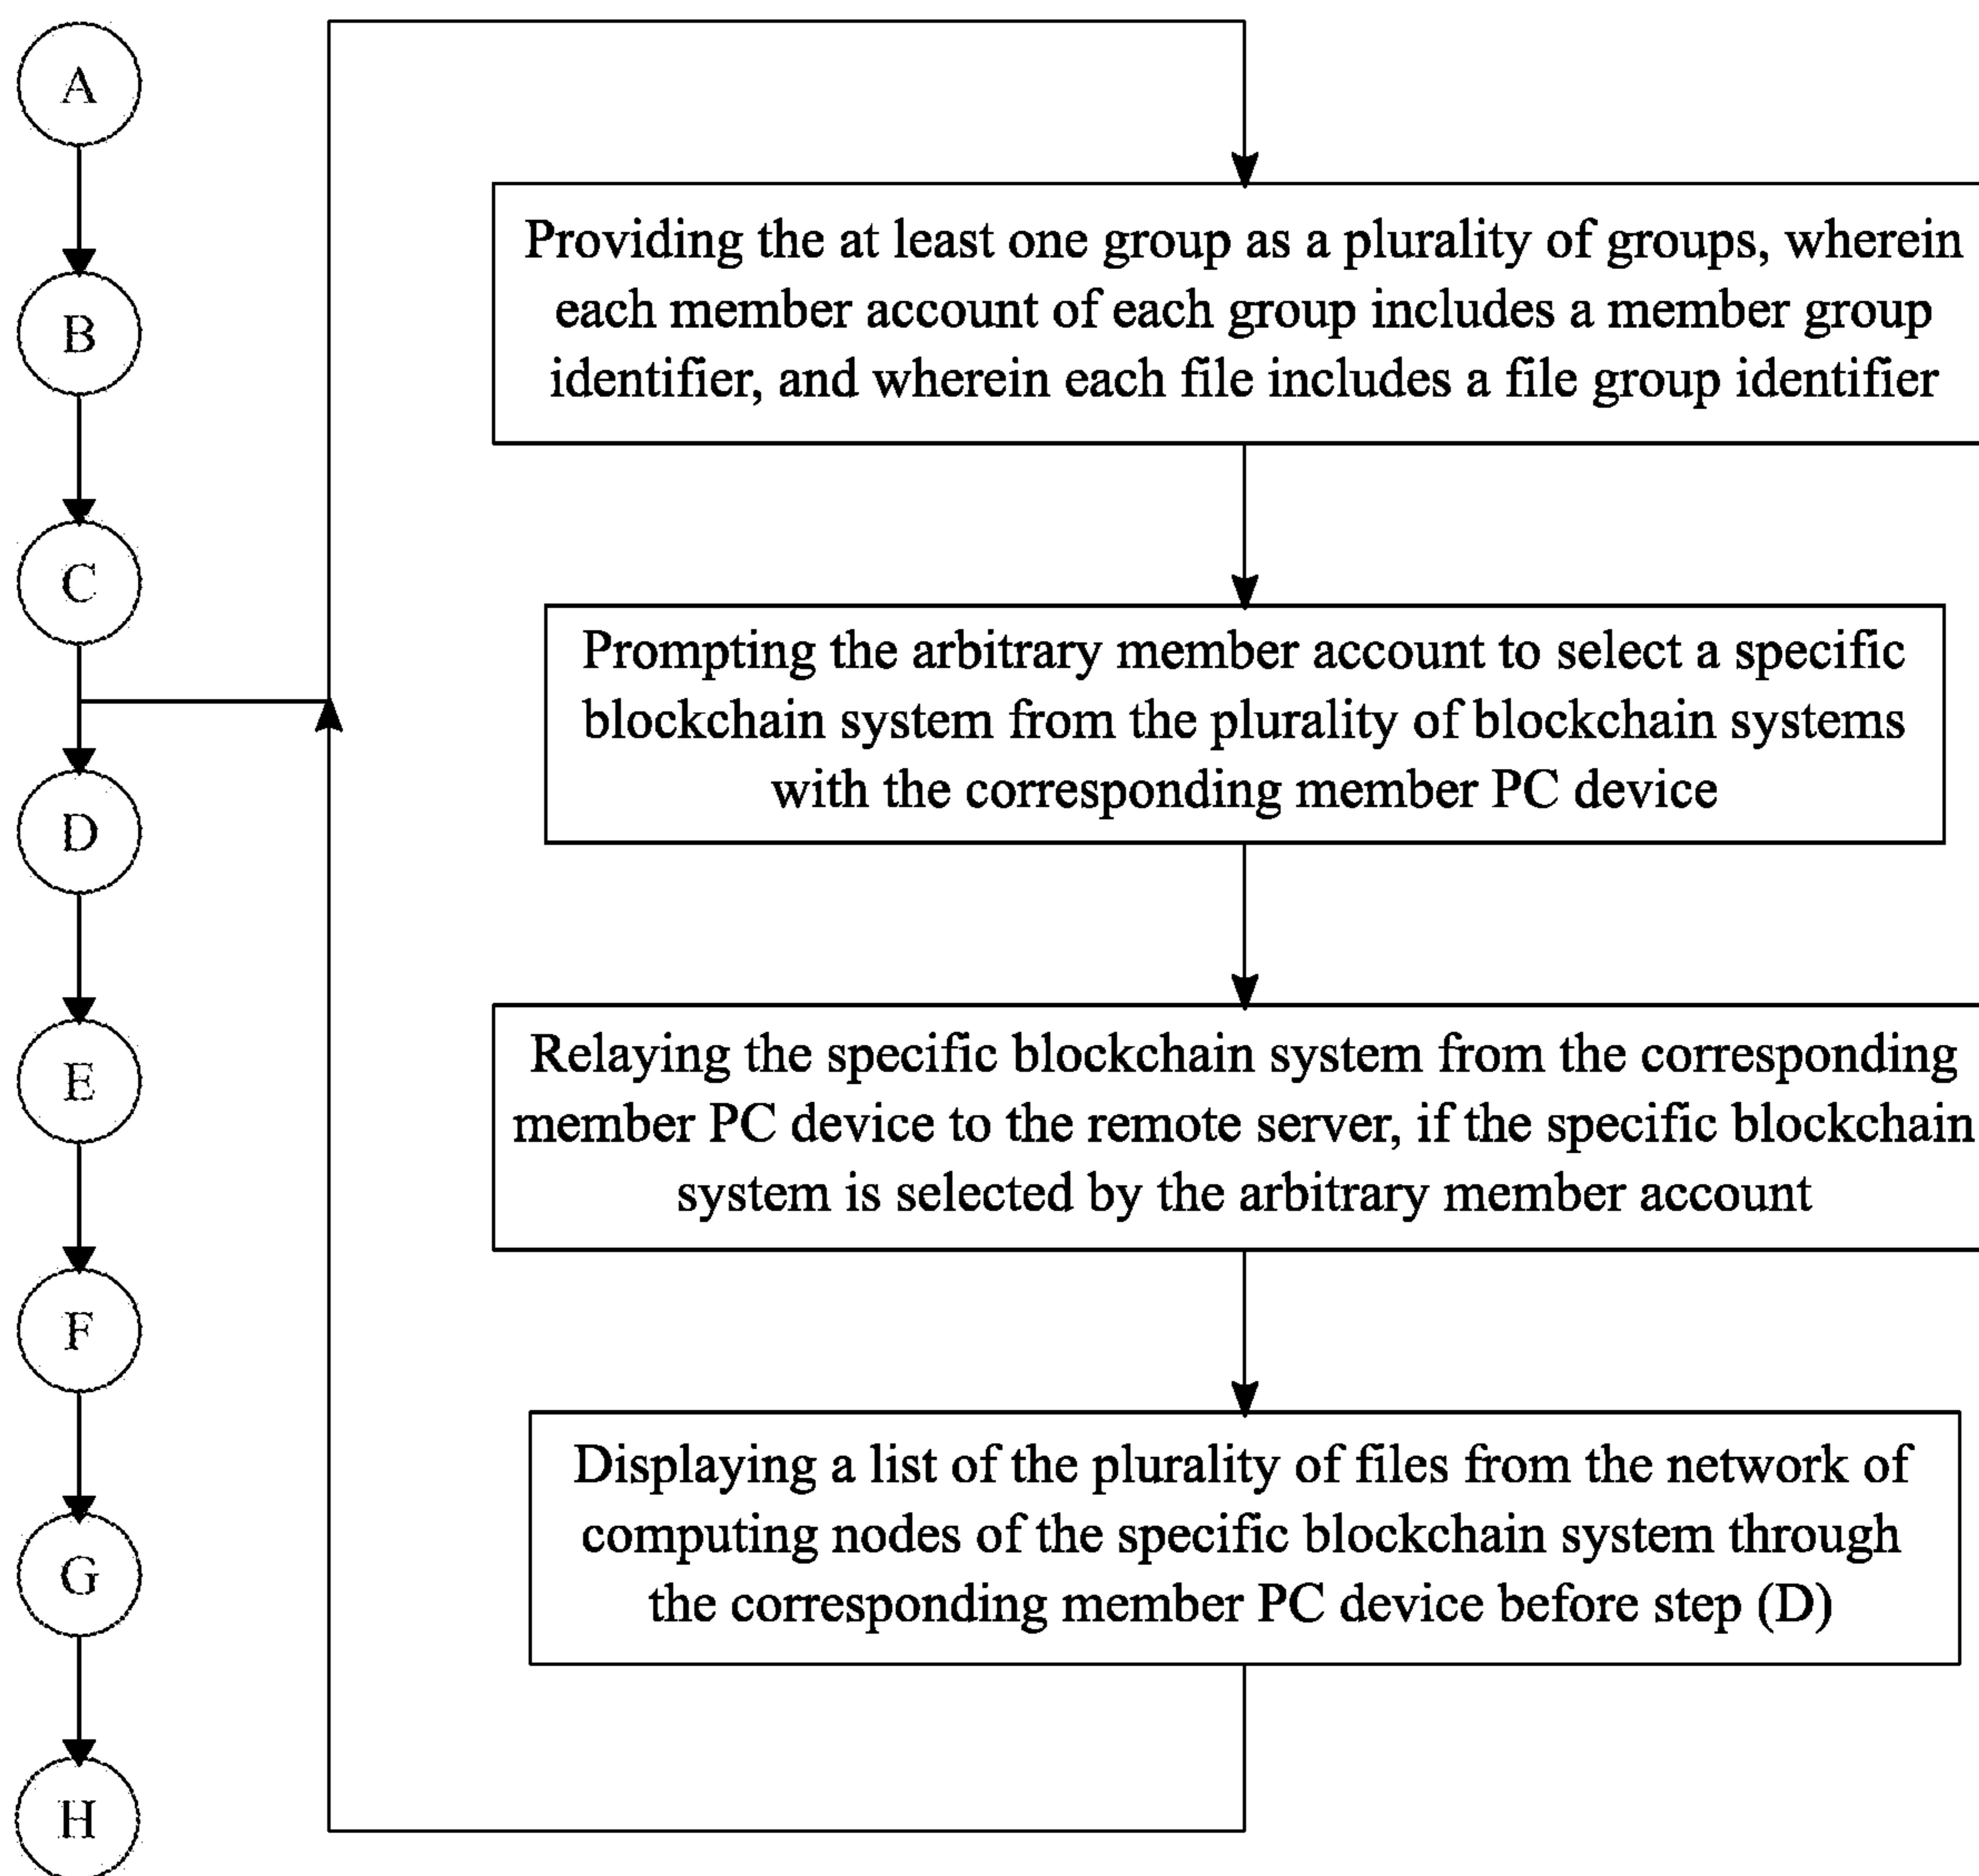 A
B
C
D
E
F
G
H
Providing the at least one group as a plurality of groups, wherein
each member account of each group includes a member group
identifier, and wherein each file includes a file group identifier
Prompting the arbitrary member account to select a specific
blockchain system from the plurality of blockchain systems
with the corresponding member PC device
Relaying the specific blockchain system from the corresponding
member PC device to the remote server, if the specific blockchain
system is selected by the arbitrary member account
Displaying a list of the plurality of files from the network of
computing nodes of the specific blockchain system through
the corresponding member PC device before step (D)